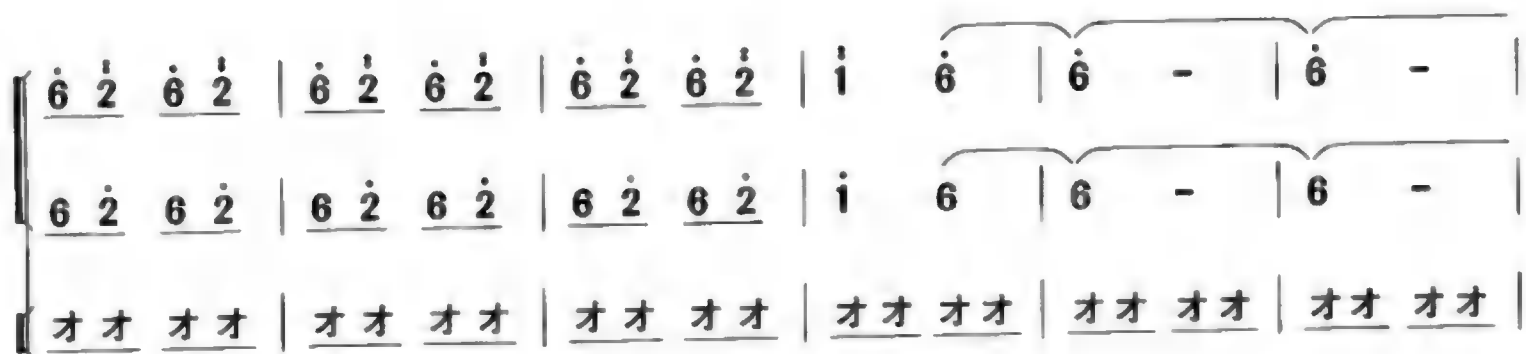 6̇ 2̈ 6̇ 2̈ | 6̇ 2̈ 6̇ 2̈ | 6̇ 2̈ 6̇ 2̈ | 1̈ 6̇ | 6̇ - | 6̇ - |
6 2̇ 6 2̇ | 6 2̇ 6 2̇ | 6 2̇ 6 2̇ | 1̇ 6 | 6 - | 6 - |
オ オ オ オ | オ オ オ オ | オ オ オ オ | オ オ オ オ | オ オ オ オ | オ オ オ オ |